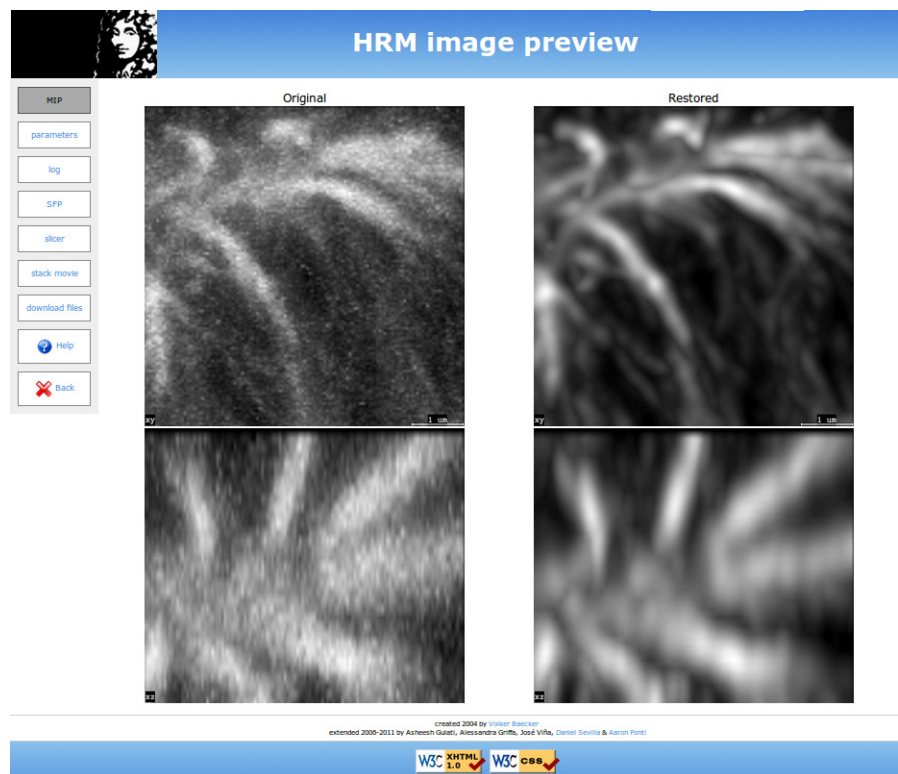 HRM image preview
MIP
parameters
log
SFP
slicer
stack movie
download files
Help
Back
Original
Restored
xy
1 um
xy
1 um
xz
xz
created 2004 by Volker Baecker
extended 2006-2011 by Asheesh Gulati, Alessandra Griffa, José Viña, Daniel Sevilla & Aaron Ponti
W3C XHTML 1.0
W3C css